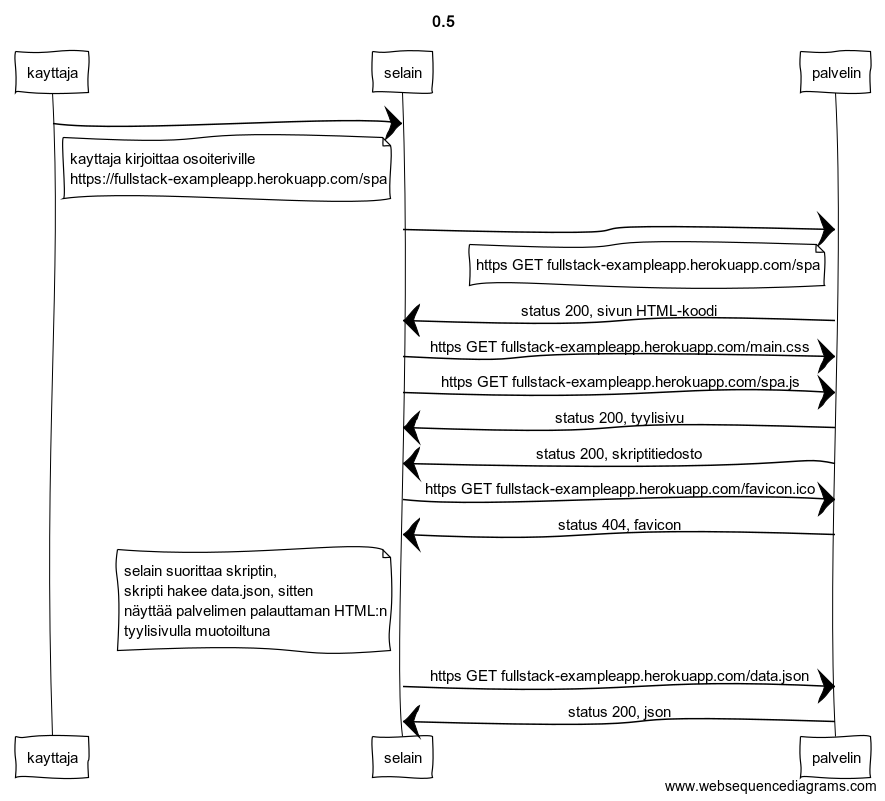 0.5
kayttaja
selain
palvelin
kayttaja kirjoittaa osoiteriville
https://fullstack-exampleapp.herokuapp.com/spa
https GET fullstack-exampleapp.herokuapp.com/spa
status 200, sivun HTML-koodi
https GET fullstack-exampleapp.herokuapp.com/main.css
https GET fullstack-exampleapp.herokuapp.com/spa.js
status 200, tyylisivu
status 200, skriptitiedosto
https GET fullstack-exampleapp.herokuapp.com/favicon.ico
status 404, favicon
selain suorittaa skriptin,
skripti hakee data.json, sitten
näyttää palvelimen palauttaman HTML:n
tyylisivulla muotoiltuna
https GET fullstack-exampleapp.herokuapp.com/data.json
status 200, json
kayttaja
selain
palvelin
www.websequencediagrams.com